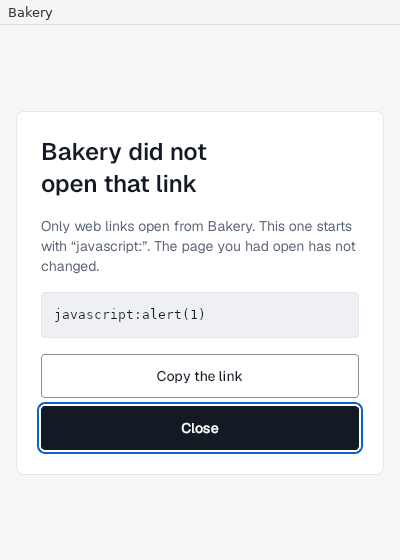 Bakery
Bakery did not
open that link
Only web links open from Bakery. This one starts
with “javascript:”. The page you had open has not
changed.
javascript:alert(1)
Copy the link
Close